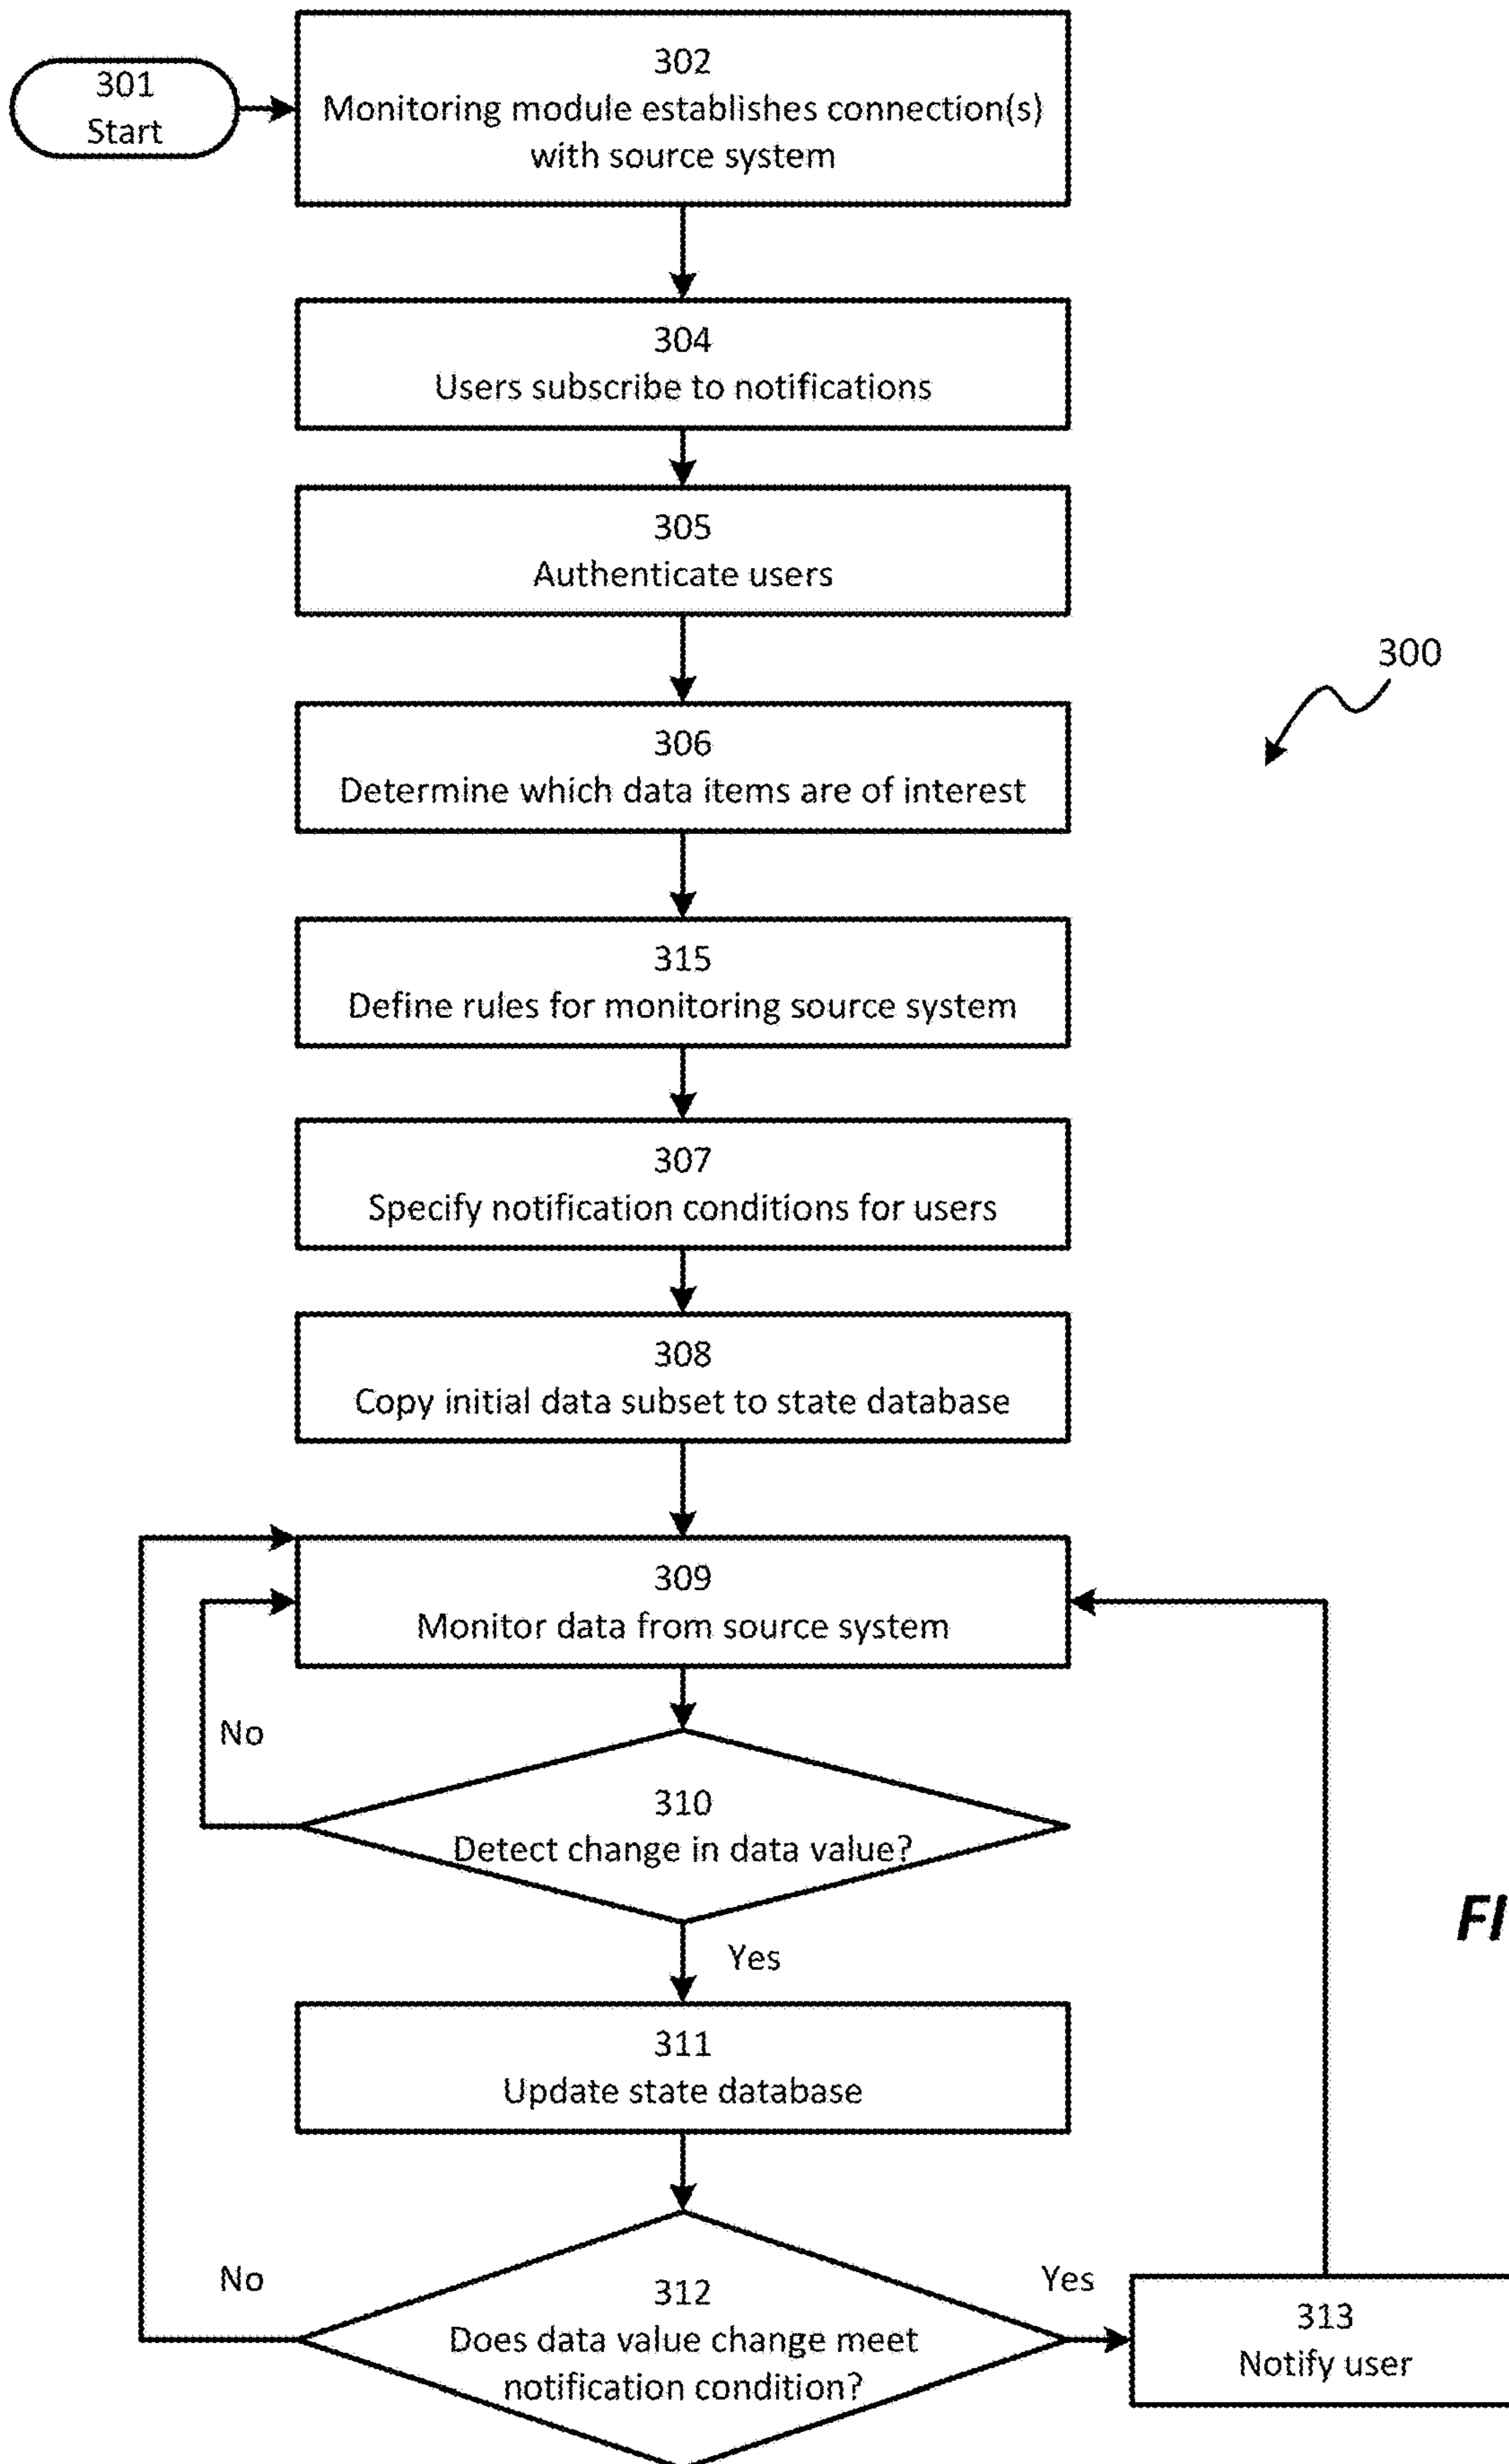 301
Start
302
Monitoring module establishes connection(s)
with source system
304
Users subscribe to notifications
305
Authenticate users
300
306
Determine which data items are of interest
315
Define rules for monitoring source system
307
Specify notification conditions for users
308
Copy initial data subset to state database
309
Monitor data from source system
No
310
Detect change in data value?
FI
Yes
311
Update state database
No
312
Does data value change meet
notification condition?
Yes
313
Notify user